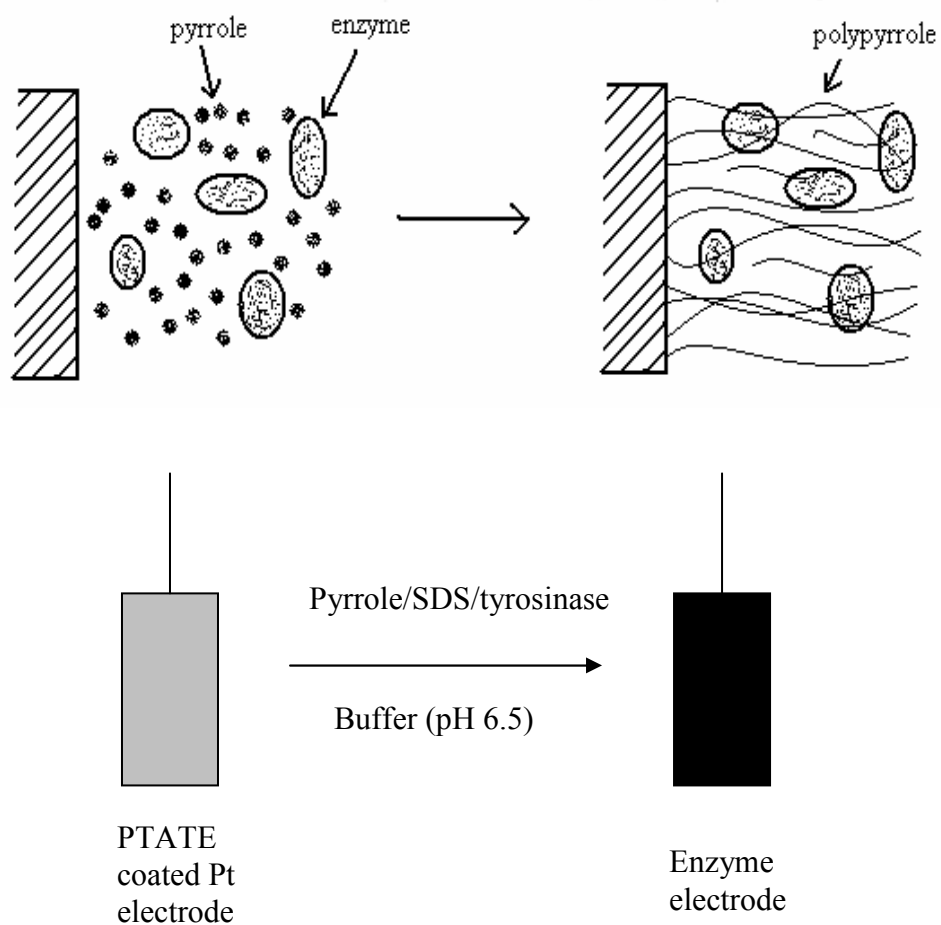 pyrrole
enzyme
polypyrrole
Pyrrole/SDS/tyrosinase
Buffer (pH 6.5)
PTATE
coated Pt
electrode
Enzyme
electrode